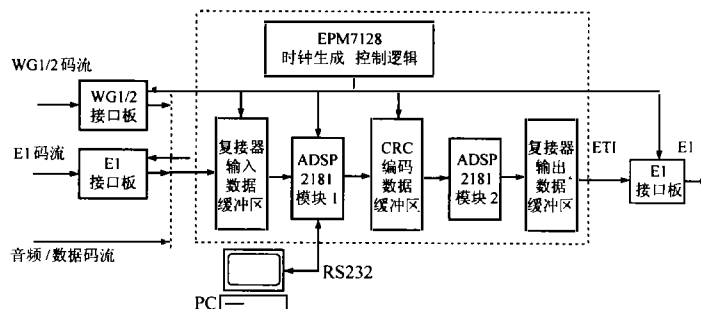 EPM7128
时钟生成 控制逻辑
WG1/2 码流
WG1/2
接口板
E1 码流
E1
接口板
音频/数据码流
复接器
输入
数据
缓冲区
ADSP
2181
模块 1
CRC
编码
数据
缓冲区
ADSP
2181
模块 2
复接器
输出
数据
缓冲区
ETI
E1
接口板
E1
RS232
PC